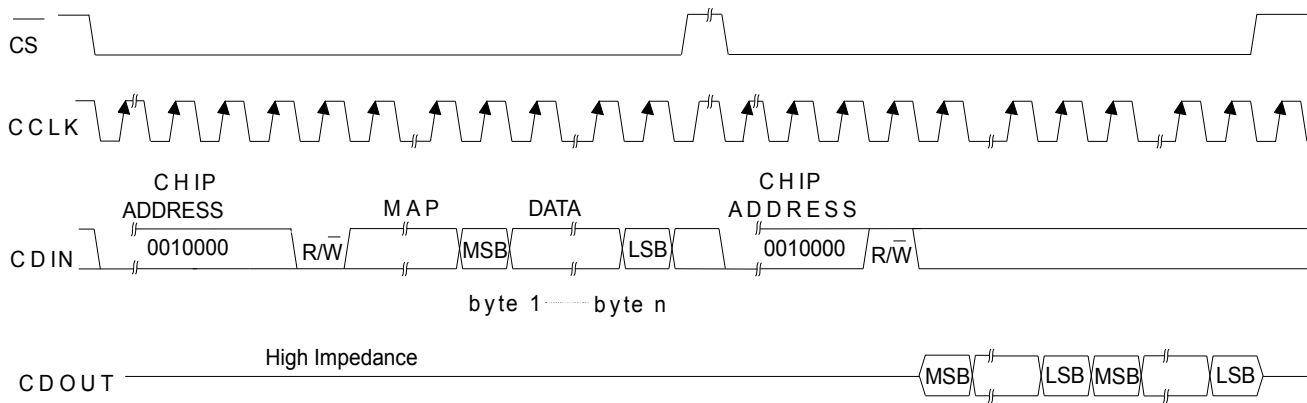 CS
CCLK
CHIP
ADDRESS
MAP
DATA
CHIP
ADDRESS
CDIN
0010000
R/W
MSB
LSB
0010000
R/W
byte 1
byte n
High Impedance
CDOUT
MSB
LSB
MSB
LSB